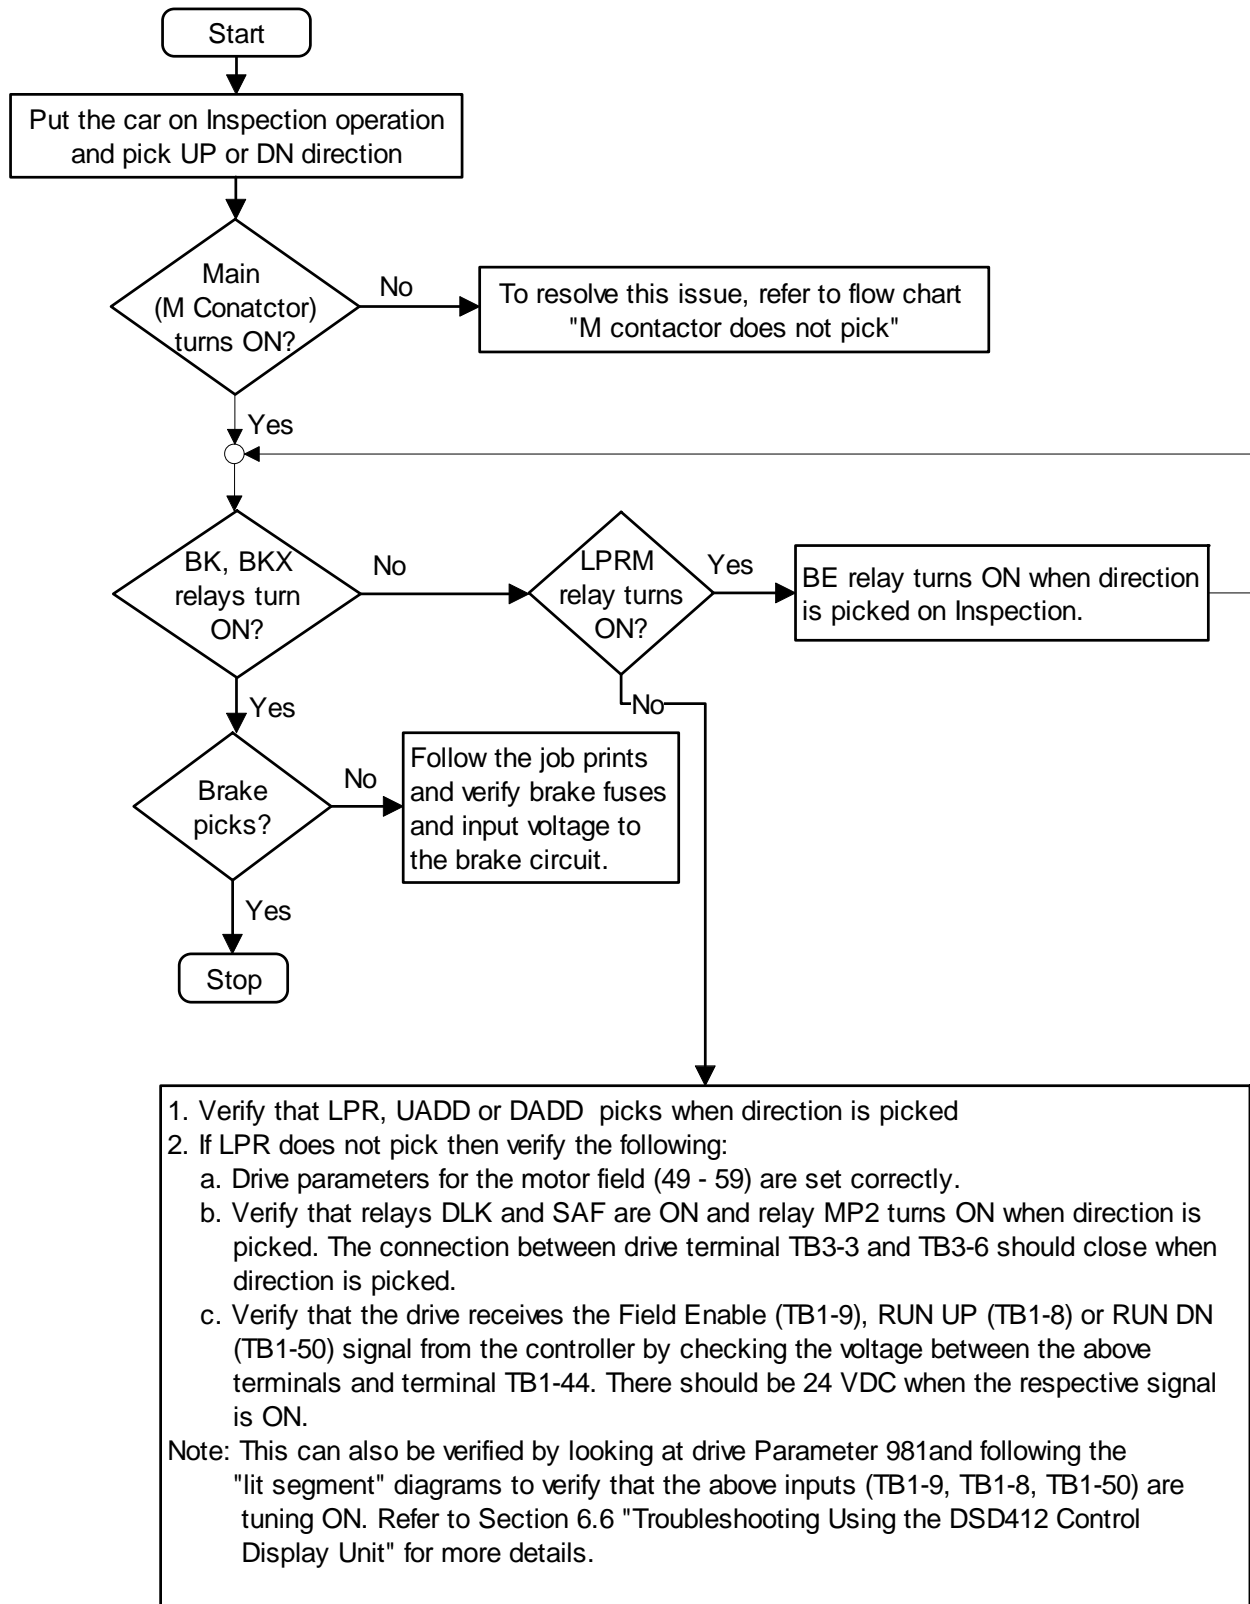 Start
Put the car on Inspection operation
and pick UP or DN direction
Main
(M Conatctor)
turns ON?
No
To resolve this issue, refer to flow chart
"M contactor does not pick"
Yes
BK, BKX
relays turn
ON?
No
LPRM
relay turns
ON?
Yes
BE relay turns ON when direction
is picked on Inspection.
Yes
No
Brake
picks?
No
Follow the job prints
and verify brake fuses
and input voltage to
the brake circuit.
Yes
Stop
1. Verify that LPR, UADD or DADD picks when direction is picked
2. If LPR does not pick then verify the following:
a. Drive parameters for the motor field (49 - 59) are set correctly.
b. Verify that relays DLK and SAF are ON and relay MP2 turns ON when direction is
picked. The connection between drive terminal TB3-3 and TB3-6 should close when
direction is picked.
c. Verify that the drive receives the Field Enable (TB1-9), RUN UP (TB1-8) or RUN DN
(TB1-50) signal from the controller by checking the voltage between the above
terminals and terminal TB1-44. There should be 24 VDC when the respective signal
is ON.
Note: This can also be verified by looking at drive Parameter 981and following the
"lit segment" diagrams to verify that the above inputs (TB1-9, TB1-8, TB1-50) are
tuning ON. Refer to Section 6.6 "Troubleshooting Using the DSD412 Control
Display Unit" for more details.